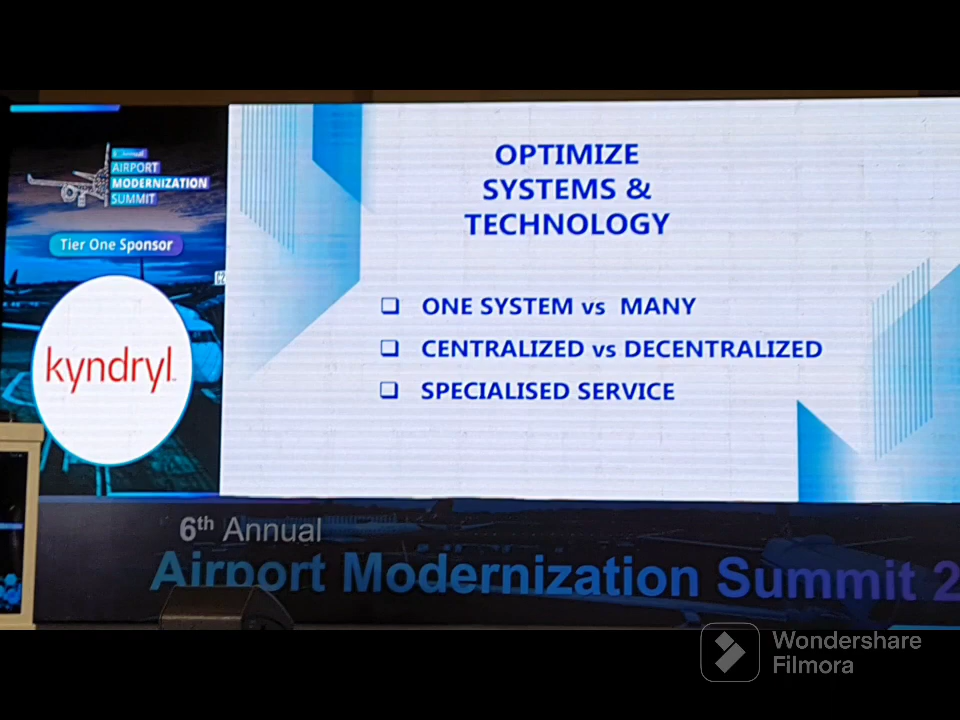 Annual
AIRPORT
MODERNIZATION
SUMMIT
Tier One Sponsor
kyndryl
OPTIMIZE
SYSTEMS &
TECHNOLOGY
❑ ONE SYSTEM vs MANY
❑ CENTRALIZED vs DECENTRALIZED
❑ SPECIALISED SERVICE
6th Annual
Airport Modernization Summit 2
Wondershare
Filmora